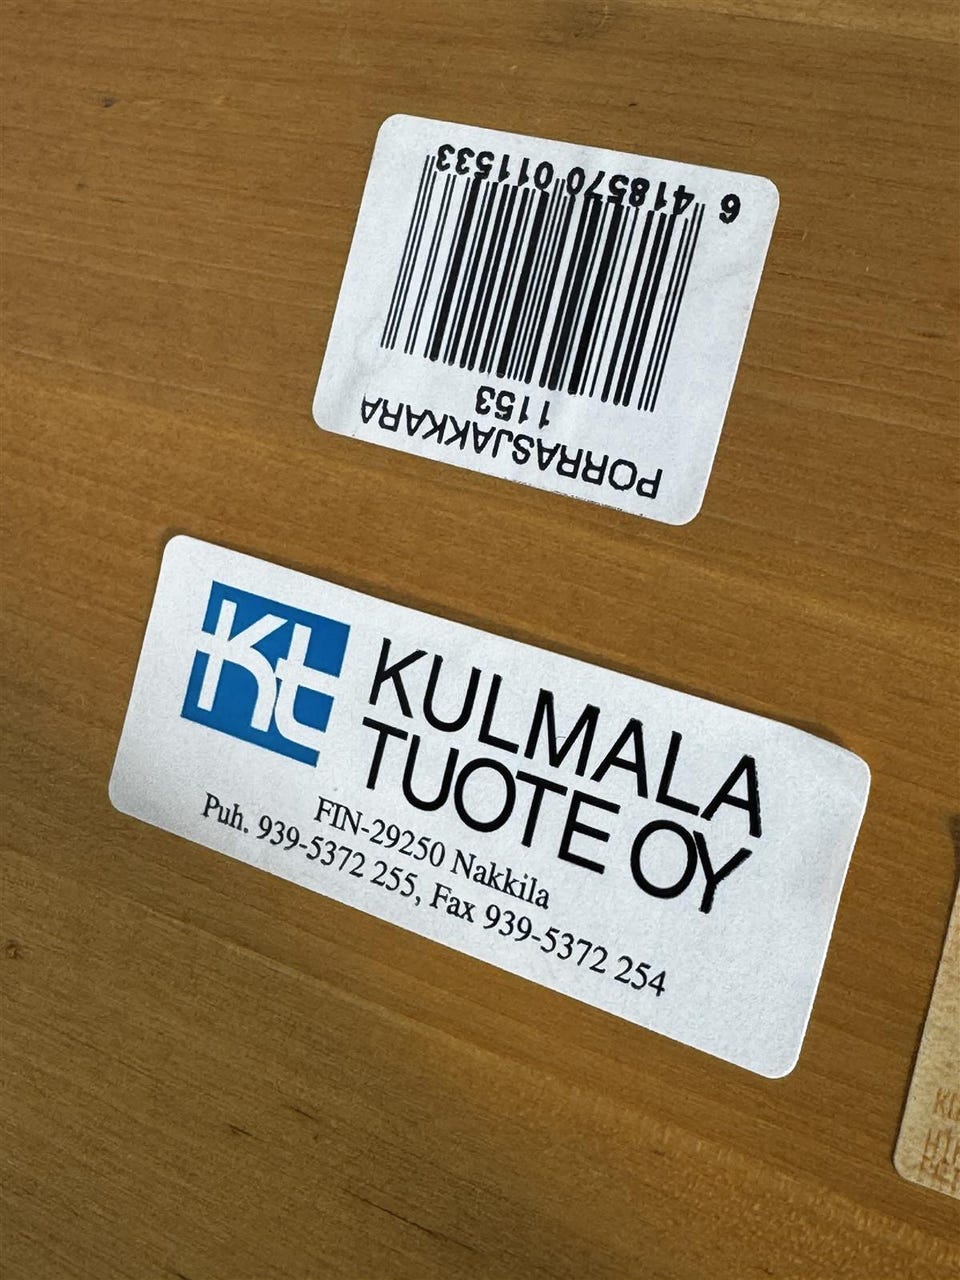 6 418570 011533
1153
PORRASJAKKARA
Kt
KULMALA
TUOTE OY
FIN-29250 Nakkila
Puh. 939-5372 255, Fax 939-5372 254